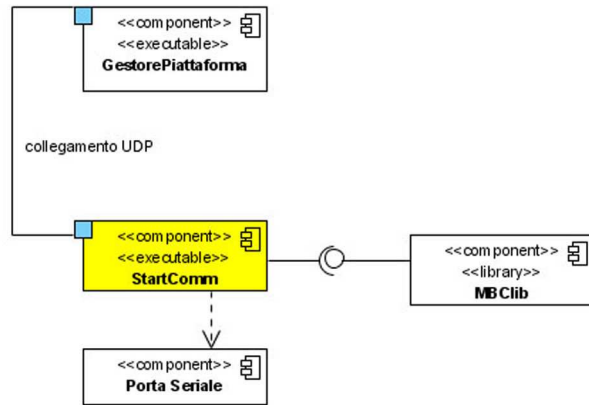 <<component>>
<<executable>>
GestorePiattaforma
collegamento UDP
<<component>>
<<executable>>
StartComm
<<component>>
<<library>>
MBClib
<<component>>
Porta Seriale